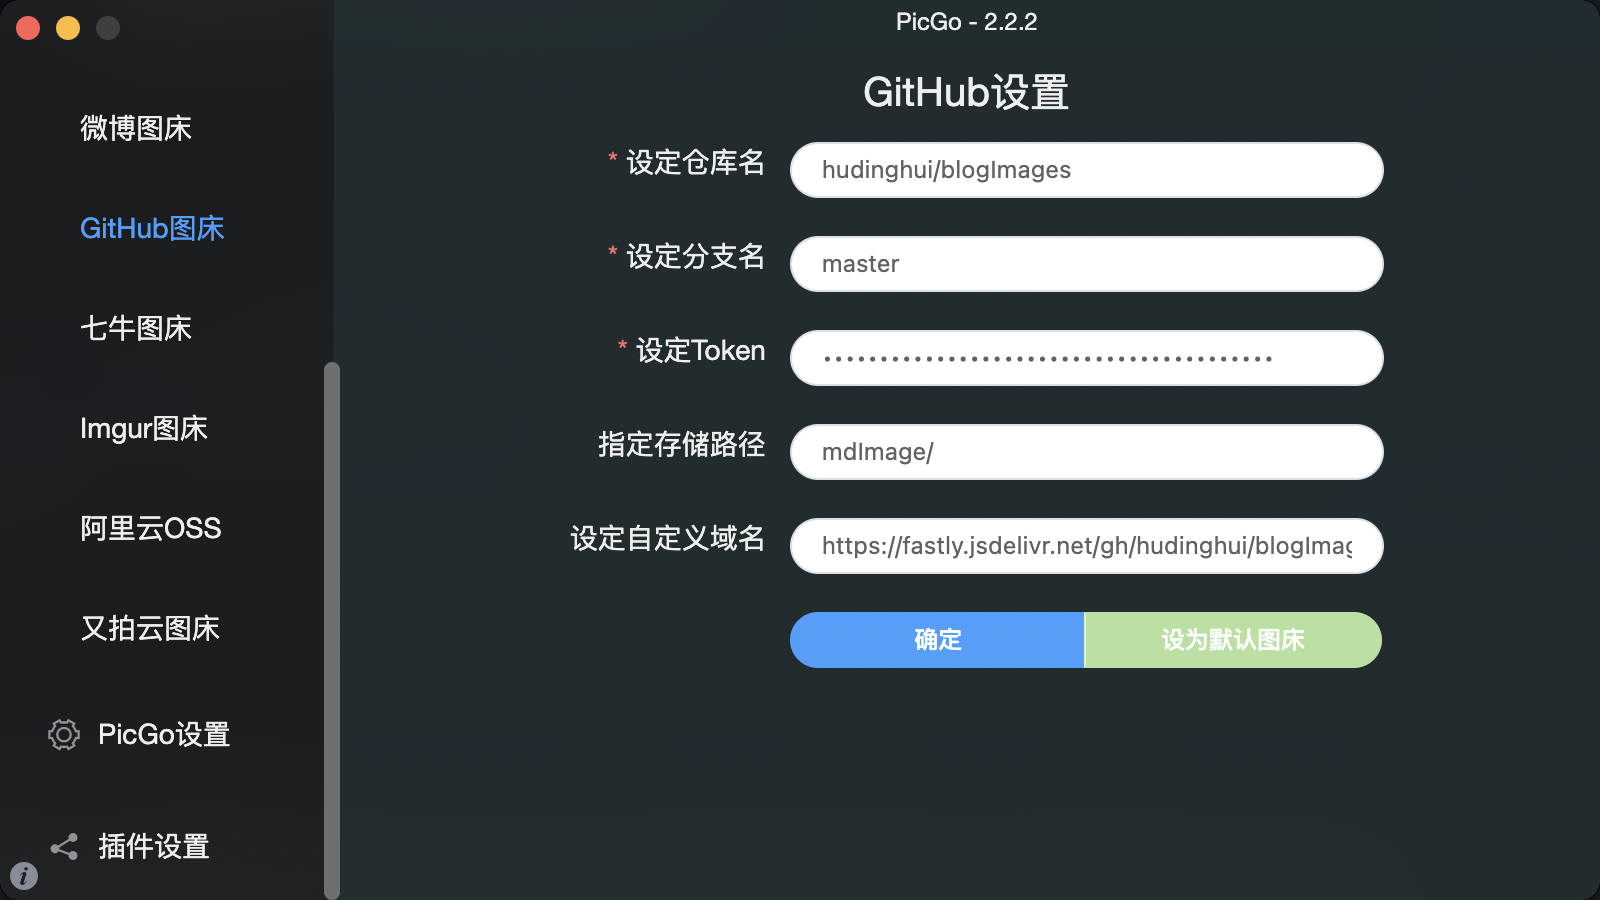 PicGo - 2.2.2
微博图床
GitHub图床
七牛图床
Imgur图床
阿里云OSS
又拍云图床
PicGo设置
插件设置
GitHub设置
* 设定仓库名
hudinghui/blogImages
* 设定分支名
master
* 设定Token
••••••••••••••••••••••••••••••••••••••••
指定存储路径
mdImage/
设定自定义域名
https://fastly.jsdelivr.net/gh/hudinghui/blogImag
确定
设为默认图床